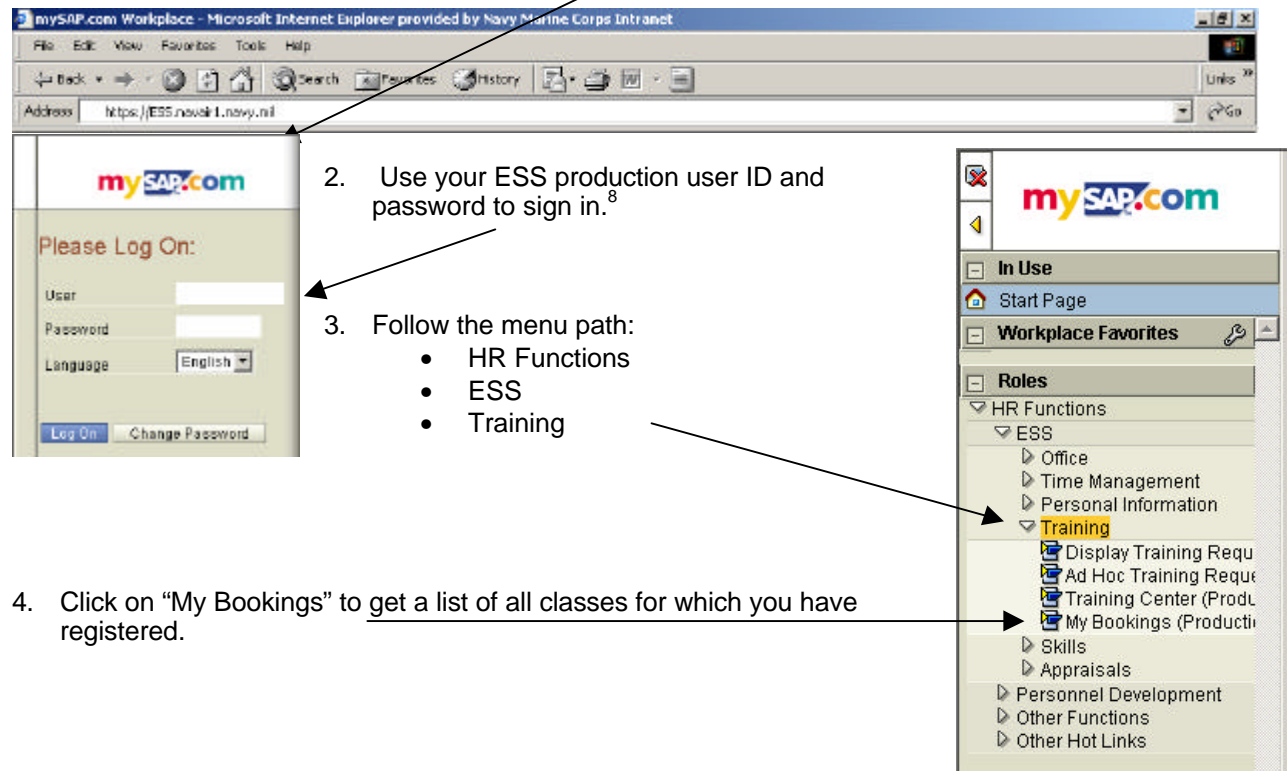 mySAP.com Workplace - Microsoft Internet Explorer provided by Navy Marine Corps Intranet
File Edit View Favorites Tools Help
Back Search Favorites History Links »
Address https://ESS.navair1.navy.mil Go
mySAP.com
Please Log On:
User
Password
Language English
Log On Change Password
2. Use your ESS production user ID and
password to sign in.8
3. Follow the menu path:
• HR Functions
• ESS
• Training
4. Click on “My Bookings” to get a list of all classes for which you have
registered.
mySAP.com
In Use
Start Page
Workplace Favorites
Roles
HR Functions
ESS
Office
Time Management
Personal Information
Training
Display Training Requ
Ad Hoc Training Reque
Training Center (Produ
My Bookings (Producti
Skills
Appraisals
Personnel Development
Other Functions
Other Hot Links